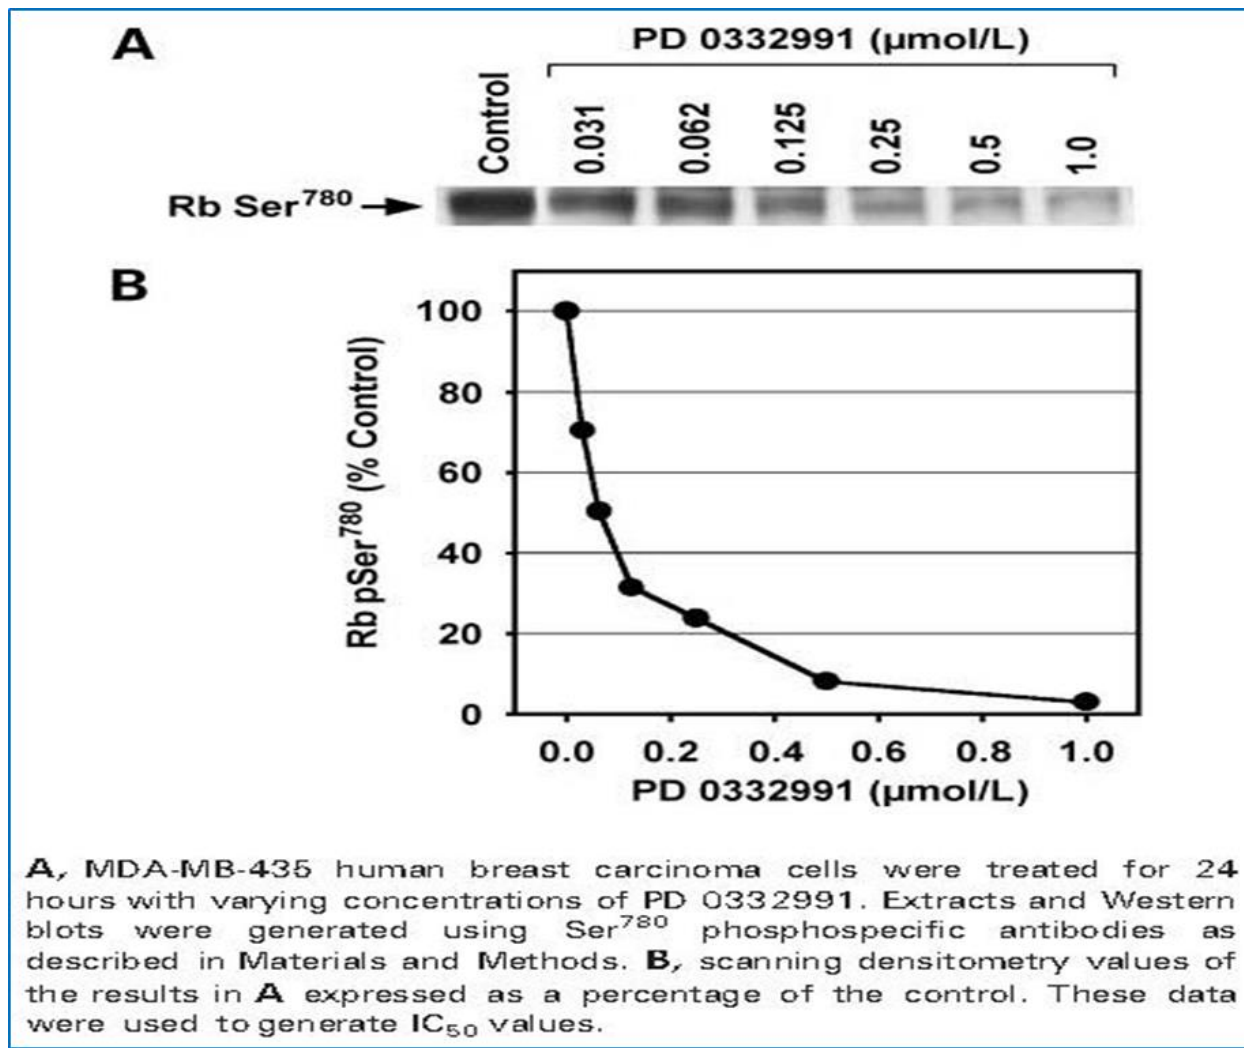 A
PD 0332991 (µmol/L)
Control 0.031 0.062 0.125 0.25 0.5 1.0
Rb Ser⁷⁸⁰
B
100
80
60
40
20
0
Rb pSer⁷⁸⁰ (% Control)
0.0 0.2 0.4 0.6 0.8 1.0
PD 0332991 (µmol/L)
A, MDA-MB-435 human breast carcinoma cells were treated for 24
hours with varying concentrations of PD 0332991. Extracts and Western
blots were generated using Ser⁷⁸⁰ phosphospecific antibodies as
described in Materials and Methods. B, scanning densitometry values of
the results in A expressed as a percentage of the control. These data
were used to generate IC₅₀ values.